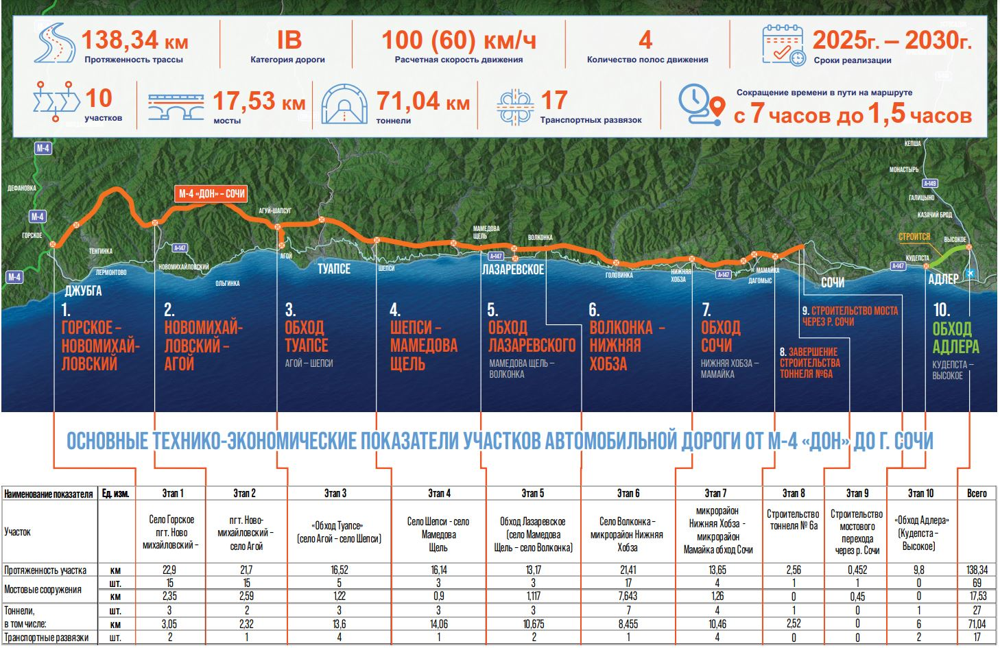 138,34 км
Протяженность трассы
IB
Категория дороги
100 (60) км/ч
Расчетная скорость движения
4
Количество полос движения
2025г. – 2030г.
Сроки реализации
10
участков
17,53 км
мосты
71,04 км
тоннели
17
Транспортных развязок
Сокращение времени в пути на маршруте
с 7 часов до 1,5 часов
М-4
КЕПША
МОНАСТЫРЬ
ДЕФАНОВКА
А-149
М-4 «ДОН» – СОЧИ
ГАЛИЦЫНО
М-4
АГУЙ-ШАПСУГ
КАЗАЧИЙ БРОД
ГОРСКОЕ
МАМЕДОВА
ЩЕЛЬ
ВОЛКОНКА
СТРОИТСЯ
ВЫСОКОЕ
ТЕНГИНКА
А-147
АГОЙ
А-147
КУДЕПСТА
НОВОМИХАЙЛОВСКИЙ
ТУАПСЕ
ШЕПСИ
ЛАЗАРЕВСКОЕ
А-147
М-4
ЛЕРМОНТОВО
ГОЛОВИНКА
НИЖНЯЯ
ХОБЗА
А-147
МАМАЙКА
ДАГОМЫС
АДЛЕР
ОЛЬГИНКА
СОЧИ
ДЖУБГА
1.
ГОРСКОЕ –
НОВОМИХАЙ-
ЛОВСКИЙ
2.
НОВОМИХАЙ-
ЛОВСКИЙ –
АГОЙ
3.
ОБХОД
ТУАПСЕ
АГОЙ – ШЕПСИ
4.
ШЕПСИ –
МАМЕДОВА
ЩЕЛЬ
5.
ОБХОД
ЛАЗАРЕВСКОГО
МАМЕДОВА ЩЕЛЬ –
ВОЛКОНКА
6.
ВОЛКОНКА –
НИЖНЯЯ
ХОБЗА
7.
ОБХОД
СОЧИ
НИЖНЯЯ ХОБЗА –
МАМАЙКА
8. ЗАВЕРШЕНИЕ
СТРОИТЕЛЬСТВА
ТОННЕЛЯ №6А
9. СТРОИТЕЛЬСТВО МОСТА
ЧЕРЕЗ Р. СОЧИ
10.
ОБХОД
АДЛЕРА
КУДЕПСТА –
ВЫСОКОЕ
ОСНОВНЫЕ ТЕХНИКО-ЭКОНОМИЧЕСКИЕ ПОКАЗАТЕЛИ УЧАСТКОВ АВТОМОБИЛЬНОЙ ДОРОГИ ОТ М-4 «ДОН» ДО Г. СОЧИ
Наименование показателя Ед. изм. Этап 1 Этап 2 Этап 3 Этап 4 Этап 5 Этап 6 Этап 7 Этап 8 Этап 9 Этап 10 Всего
Участок
Село Горское
пгт. Ново
михайловский –
пгт. Ново-
михайловский –
село Агой
«Обход Туапсе»
(село Агой – село Шепси)
Село Шепси - село
Мамедова
Щель
Обход Лазаревское
(село Мамедова
Щель – село Волконка)
Село Волконка –
микрорайон Нижняя
Хобза
микрорайон
Нижняя Хобза -
микрорайон
Мамайка обход Сочи
Строительство
тоннеля № 6а
Строительство
мостового
перехода
через р. Сочи
«Обход Адлера»
(Кудепста –
Высокое)
Протяженность участка км 22,9 21,7 16,52 16,14 13,17 21,41 13,65 2,56 0,452 9,8 138,34
Мостовые сооружения
шт. 15 15 5 3 3 17 4 1 1 0 69
км 2,35 2,59 1,22 0,9 1,117 7,643 1,26 0 0,45 0 17,53
Тоннели, шт. 3 2 3 3 3 7 4 1 0 1 27
в том числе: км 3,05 2,32 13,6 14,06 10,675 8,455 10,46 2,52 0 6 71,04
Транспортные развязки шт. 2 1 4 1 2 1 4 0 0 2 17